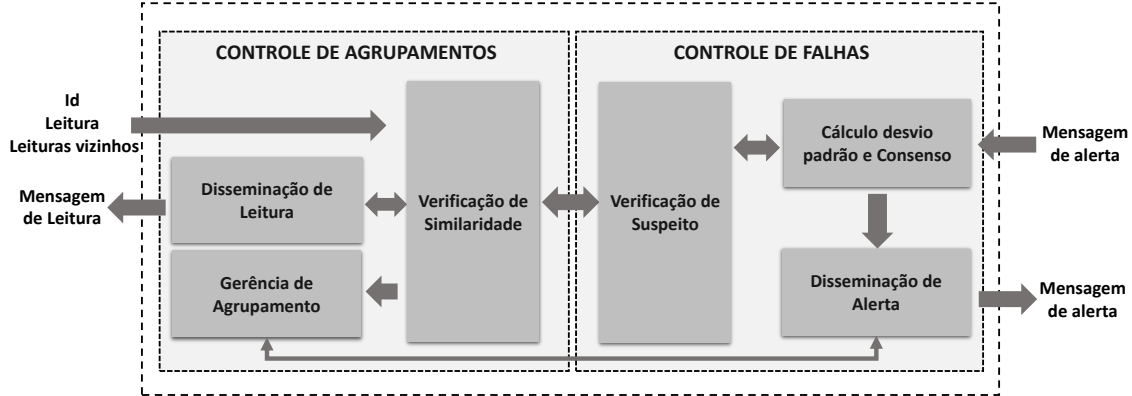 CONTROLE DE AGRUPAMENTOS
CONTROLE DE FALHAS
Id
Leitura
Leituras vizinhos
Mensagem
de Leitura
Disseminação de
Leitura
Gerência de
Agrupamento
Verificação de
Similaridade
Verificação de
Suspeito
Cálculo desvio
padrão e Consenso
Disseminação de
Alerta
Mensagem
de alerta
Mensagem
de alerta